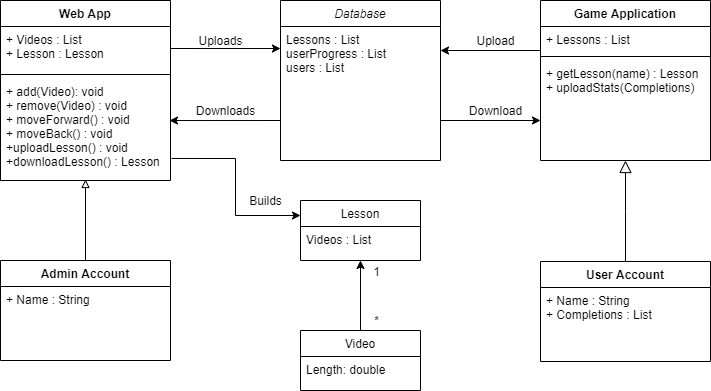 Web App
+ Videos : List
+ Lesson : Lesson
+ add(Video): void
+ remove(Video) : void
+ moveForward() : void
+ moveBack() : void
+uploadLesson() : void
+downloadLesson() : Lesson
Uploads
Downloads
Database
Lessons : List
userProgress : List
users : List
Upload
Download
Game Application
+ Lessons : List
+ getLesson(name) : Lesson
+ uploadStats(Completions)
Builds
Lesson
Videos : List
1
*
Video
Length: double
Admin Account
+ Name : String
User Account
+ Name : String
+ Completions : List